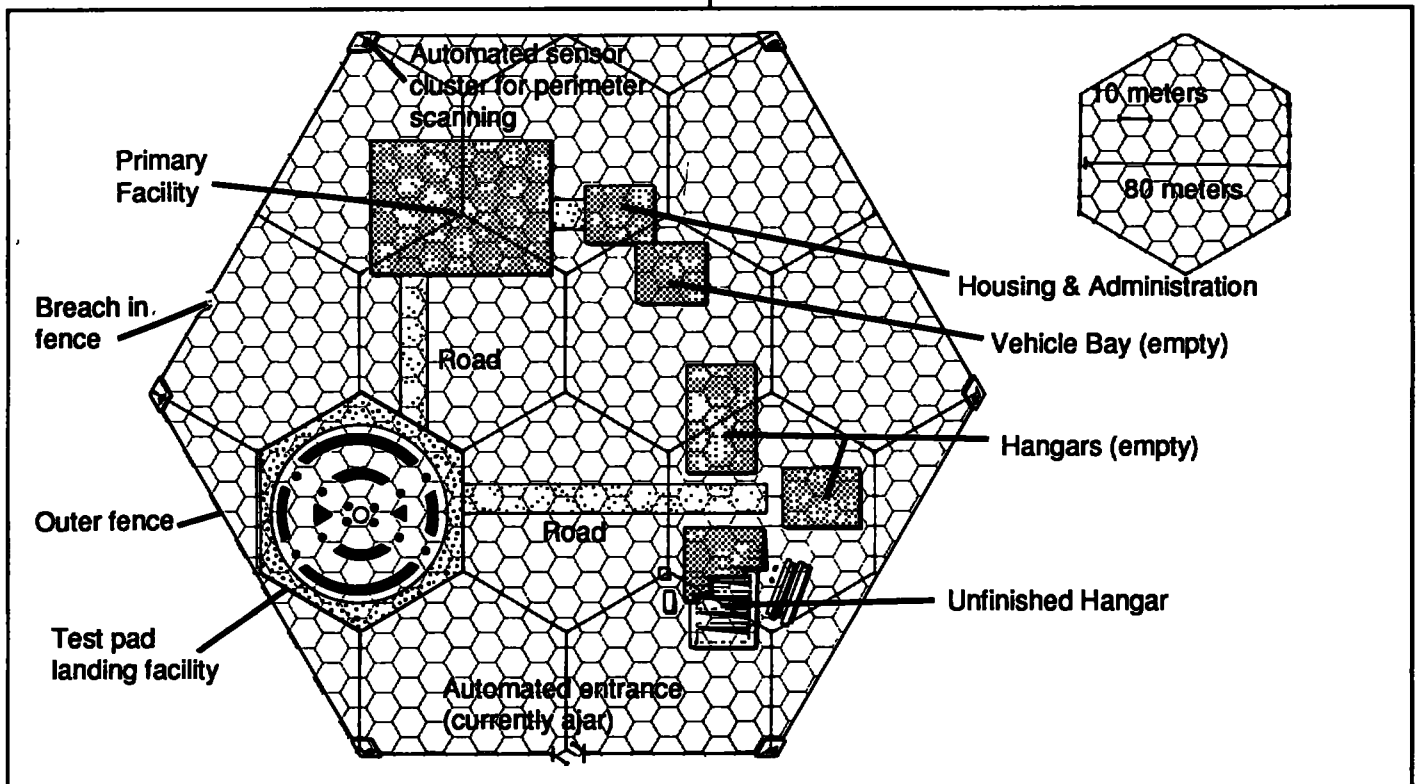 Automated sensor
cluster for perimeter
scanning
10 meters
80 meters
Primary
Facility
Housing & Administration
Breach in
fence
Vehicle Bay (empty)
Road
Hangars (empty)
Outer fence
Road
Unfinished Hangar
Test pad
landing facility
Automated entrance
(currently ajar)